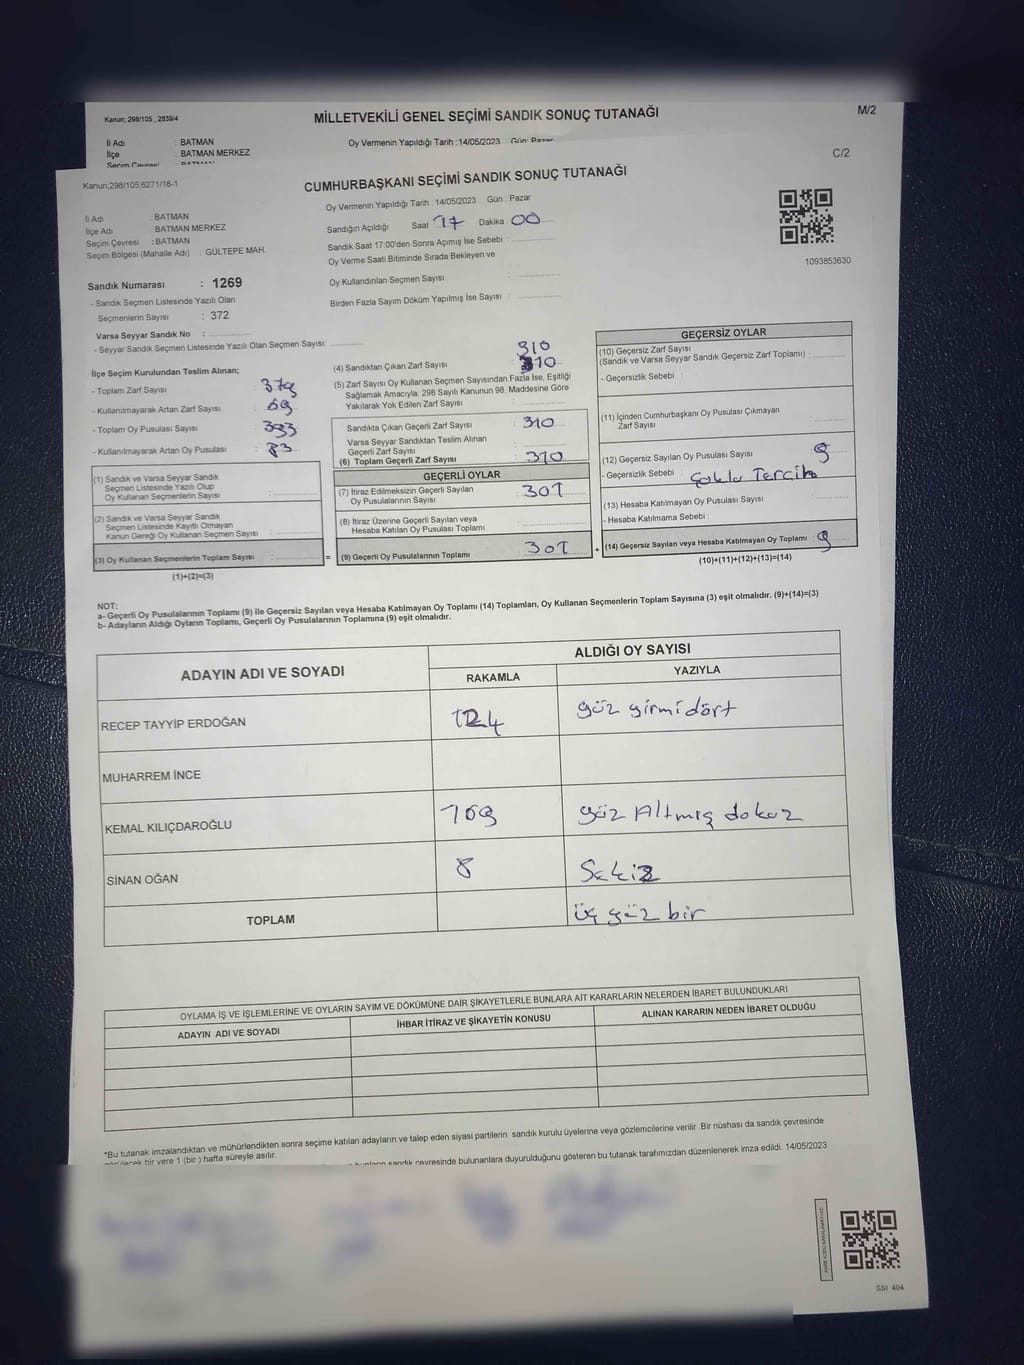 Kanun; 298/105 , 2839/4
MİLLETVEKİLİ GENEL SEÇİMİ SANDIK SONUÇ TUTANAĞI
M/2
İl Adı : BATMAN
Oy Vermenin Yapıldığı Tarih :14/05/2023 Gün: Pazar
İlçe : BATMAN MERKEZ
Seçim Çevresi : BATMAN
Kanun;298/105;6271/18-1
CUMHURBAŞKANI SEÇİMİ SANDIK SONUÇ TUTANAĞI
C/2
Oy Vermenin Yapıldığı Tarih : 14/05/2023 Gün : Pazar
İl Adı : BATMAN
İlçe Adı : BATMAN MERKEZ
Seçim Çevresi : BATMAN
Seçim Bölgesi (Mahalle Adı) : GÜLTEPE MAH.
Sandığın Açıldığı Saat 17 Dakika : 00
Sandık Saat 17:00'den Sonra Açımış İse Sebebi :
Oy Verme Saati Bitiminde Sırada Bekleyen ve
Oy Kullandırılan Seçmen Sayısı :
Birden Fazla Sayım Döküm Yapılmış İse Sayısı :
1093853630
Sandık Numarası : 1269
- Sandık Seçmen Listesinde Yazılı Olan
Seçmenlerin Sayısı : 372
Varsa Seyyar Sandık No :
- Seyyar Sandık Seçmen Listesinde Yazılı Olan Seçmen Sayısı:
İlçe Seçim Kurulundan Teslim Alınan;
- Toplam Zarf Sayısı : 379
- Kullanılmayarak Artan Zarf Sayısı : 69
- Toplam Oy Pusulası Sayısı : 393
- Kullanılmayarak Artan Oy Pusulası : 83
(1) Sandık ve Varsa Seyyar Sandık
Seçmen Listesinde Yazılı Olup
Oy Kullanan Seçmenlerin Sayısı :
(2) Sandık ve Varsa Seyyar Sandık
Seçmen Listesinde Kayıtlı Olmayan
Kanun Gereği Oy Kullanan Seçmen Sayısı :
(3) Oy Kullanan Seçmenlerin Toplam Sayısı :
(1)+(2)=(3)
310
(4) Sandıktan Çıkan Zarf Sayısı : 310
(5) Zarf Sayısı Oy Kullanan Seçmen Sayısından Fazla İse, Eşitliği
Sağlamak Amacıyla; 298 Sayılı Kanunun 98. Maddesine Göre
Yakılarak Yok Edilen Zarf Sayısı :
Sandıkta Çıkan Geçerli Zarf Sayısı : 310
Varsa Seyyar Sandıktan Teslim Alınan
Geçerli Zarf Sayısı :
(6) Toplam Geçerli Zarf Sayısı : 310
GEÇERLİ OYLAR
(7) İtiraz Edilmeksizin Geçerli Sayılan
Oy Pusulalarının Sayısı : 301
(8) İtiraz Üzerine Geçerli Sayılan veya
Hesaba Katılan Oy Pusulası Toplamı :
= (9) Geçerli Oy Pusulalarının Toplamı : 301
GEÇERSİZ OYLAR
(10) Geçersiz Zarf Sayısı
(Sandık ve Varsa Seyyar Sandık Geçersiz Zarf Toplamı) :
- Geçersizlik Sebebi :
(11) İçinden Cumhurbaşkanı Oy Pusulası Çıkmayan
Zarf Sayısı :
(12) Geçersiz Sayılan Oy Pusulası Sayısı : 9
- Geçersizlik Sebebi : Çoklu Tercih
(13) Hesaba Katılmayan Oy Pusulası Sayısı :
- Hesaba Katılmama Sebebi :
+ (14) Geçersiz Sayılan veya Hesaba Katılmayan Oy Toplamı : 9
(10)+(11)+(12)+(13)=(14)
NOT:
a- Geçerli Oy Pusulalarının Toplamı (9) ile Geçersiz Sayılan veya Hesaba Katılmayan Oy Toplamı (14) Toplamları, Oy Kullanan Seçmenlerin Toplam Sayısına (3) eşit olmalıdır. (9)+(14)=(3)
b- Adayların Aldığı Oyların Toplamı, Geçerli Oy Pusulalarının Toplamına (9) eşit olmalıdır.
ADAYIN ADI VE SOYADI
ALDIĞI OY SAYISI
RAKAMLA YAZIYLA
RECEP TAYYİP ERDOĞAN 124 yüz yirmi dört
MUHARREM İNCE
KEMAL KILIÇDAROĞLU 169 yüz Altmış dokuz
SİNAN OĞAN 8 Sekiz
TOPLAM üç yüz bir
OYLAMA İŞ VE İŞLEMLERİNE VE OYLARIN SAYIM VE DÖKÜMÜNE DAİR ŞİKAYETLERLE BUNLARA AİT KARARLARIN NELERDEN İBARET BULUNDUKLARI
ADAYIN ADI VE SOYADI İHBAR İTİRAZ VE ŞİKAYETİN KONUSU ALINAN KARARIN NEDEN İBARET OLDUĞU
*Bu tutanak imzalandıktan ve mühürlendikten sonra seçime katılan adayların ve talep eden siyasi partilerin sandık kurulu üyelerine veya gözlemcilerine verilir .Bir nüshası da sandık çevresinde
görülecek bir yere 1 (bir ) hafta süreyle asılır.
sandık çevresinde bulunanlara duyurulduğunu gösteren bu tutanak tarafımızdan düzenlenerek imza edildi. 14/05/2023
SSI 404